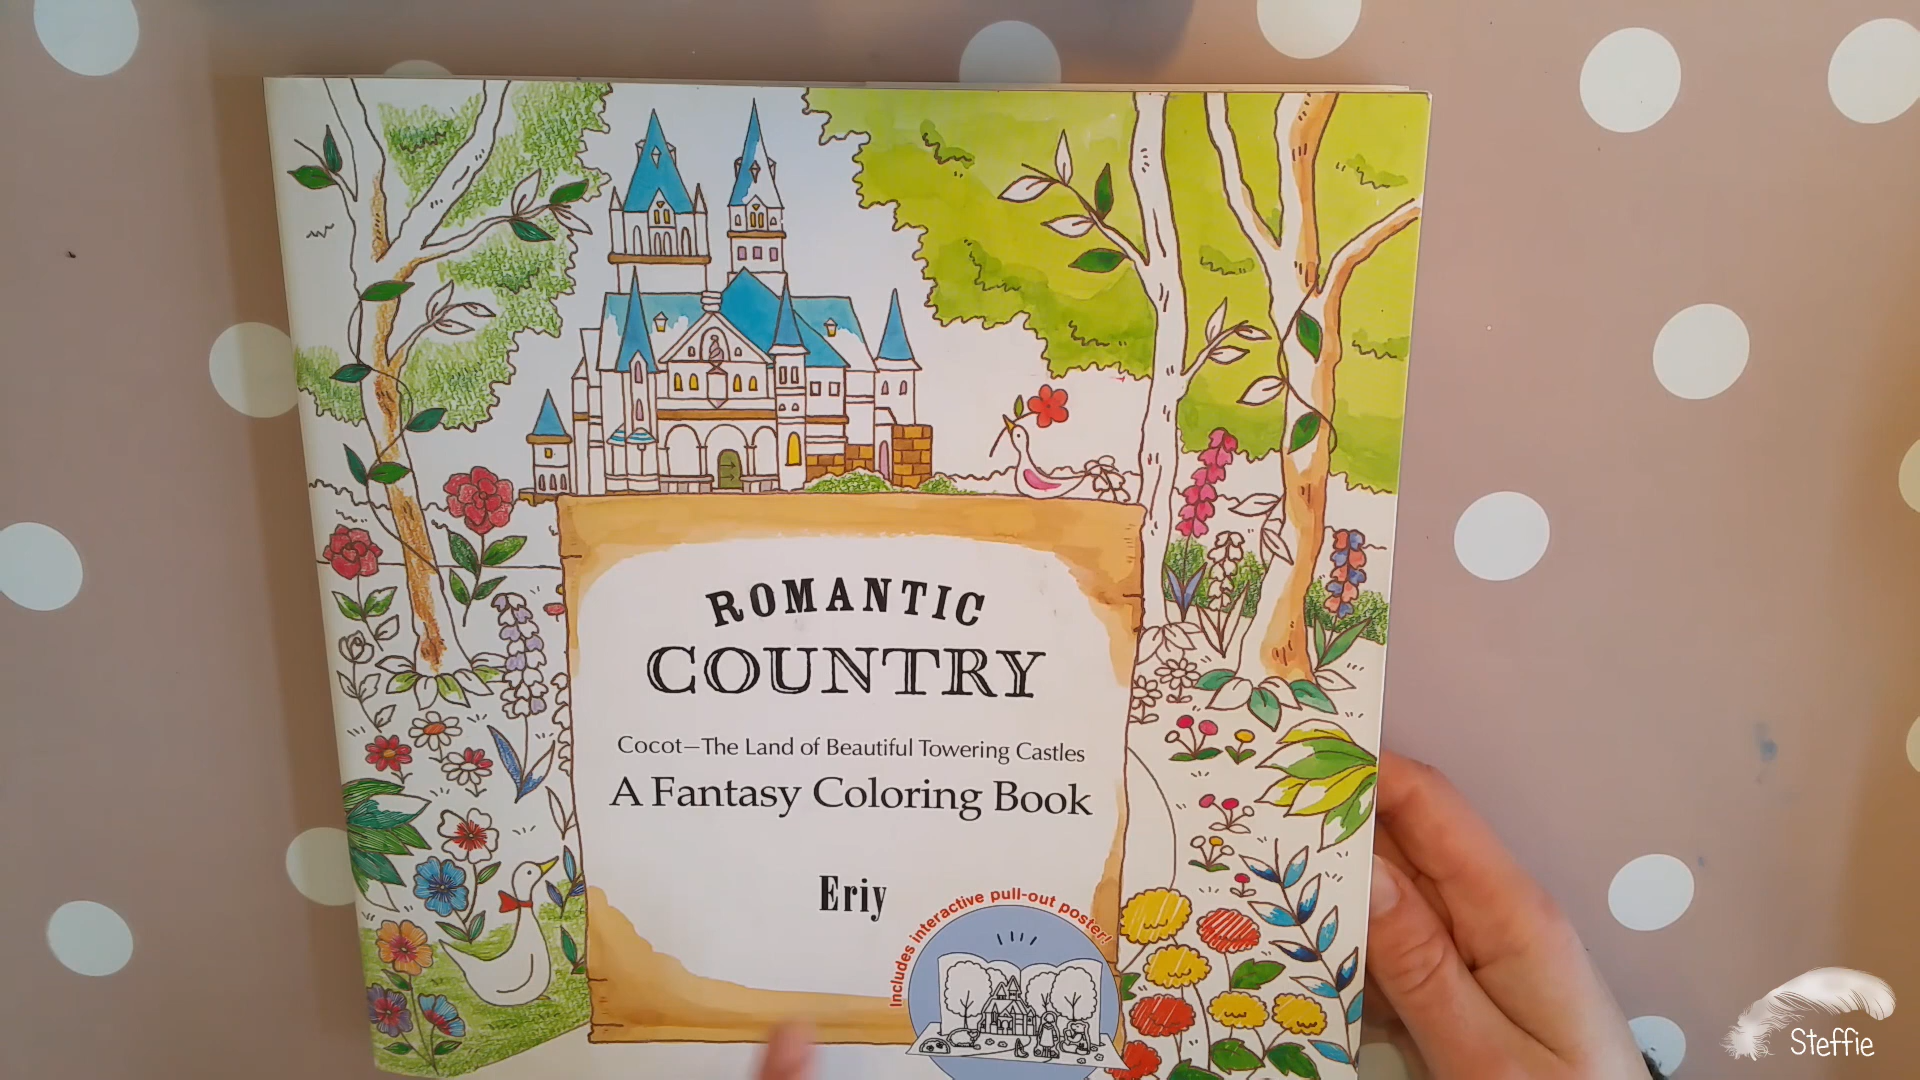 ROMANTIC
COUNTRY
Cocot—The Land of Beautiful Towering Castles
A Fantasy Coloring Book
Eriy
Includes interactive pull-out poster!
Steffie